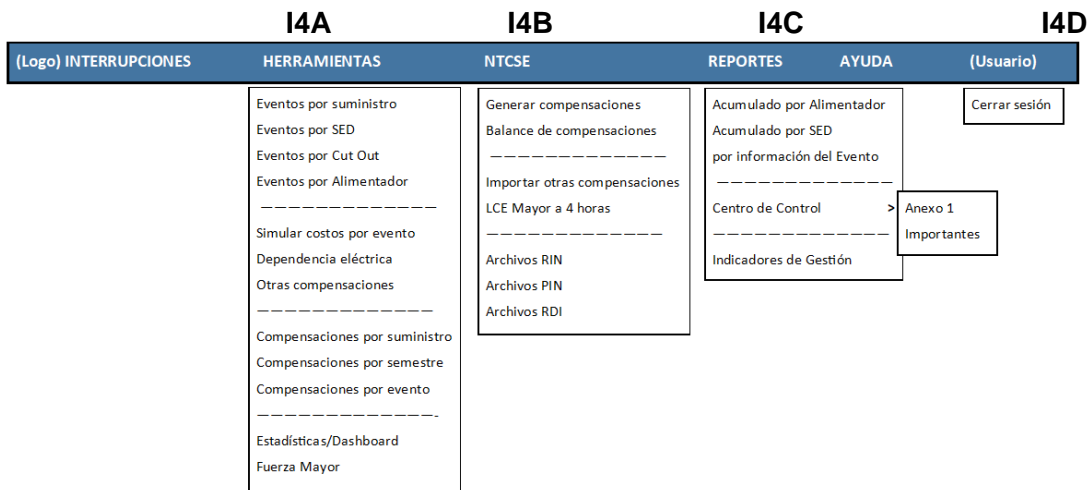 I4A I4B I4C I4D
(Logo) INTERRUPCIONES HERRAMIENTAS NTCSE REPORTES AYUDA (Usuario)
Eventos por suministro
Eventos por SED
Eventos por Cut Out
Eventos por Alimentador
—————————————
Simular costos por evento
Dependencia eléctrica
Otras compensaciones
—————————————
Compensaciones por suministro
Compensaciones por semestre
Compensaciones por evento
—————————————-
Estadísticas/Dashboard
Fuerza Mayor
Generar compensaciones
Balance de compensaciones
—————————————
Importar otras compensaciones
LCE Mayor a 4 horas
—————————————
Archivos RIN
Archivos PIN
Archivos RDI
Acumulado por Alimentador
Acumulado por SED
por información del Evento
—————————————
Centro de Control >
—————————————
Indicadores de Gestión
Anexo 1
Importantes
Cerrar sesión